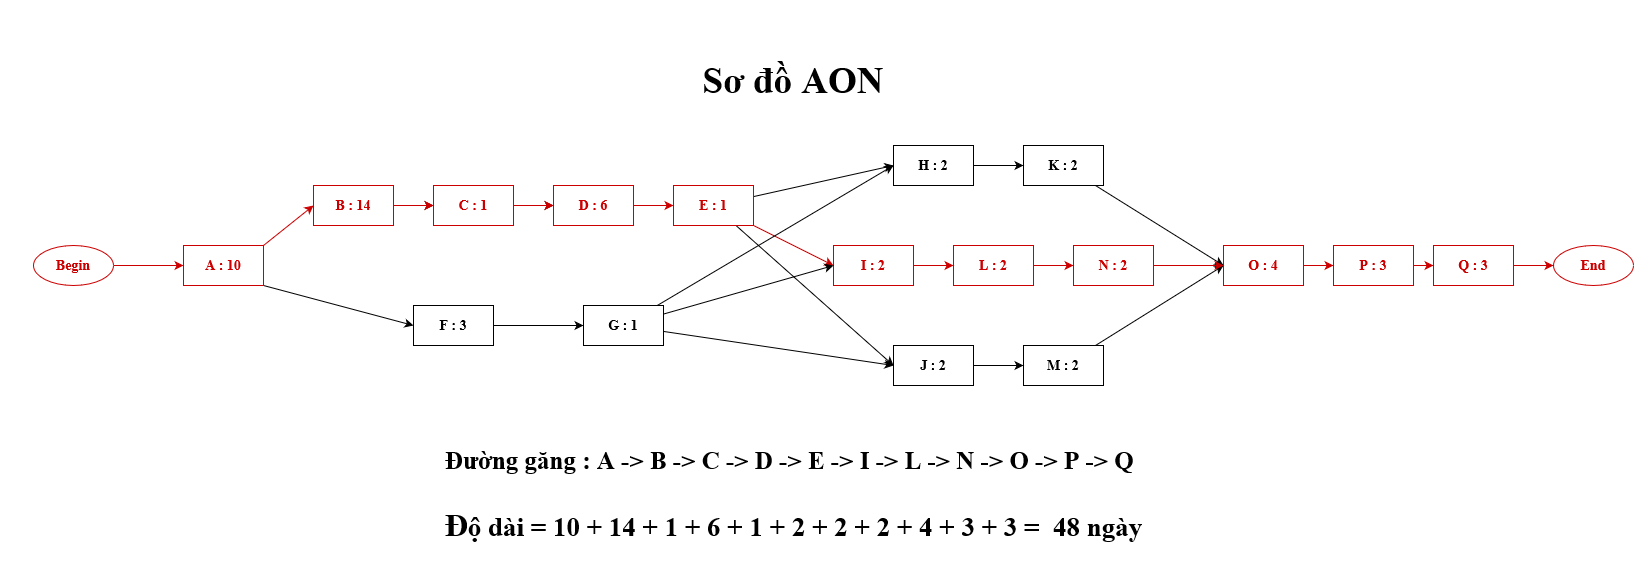 Sơ đồ AON
H : 2
K : 2
B : 14
C : 1
D : 6
E : 1
Begin
A : 10
I : 2
L : 2
N : 2
O : 4
P : 3
Q : 3
End
F : 3
G : 1
J : 2
M : 2
Đường găng : A -> B -> C -> D -> E -> I -> L -> N -> O -> P -> Q
Độ dài = 10 + 14 + 1 + 6 + 1 + 2 + 2 + 2 + 4 + 3 + 3 = 48 ngày